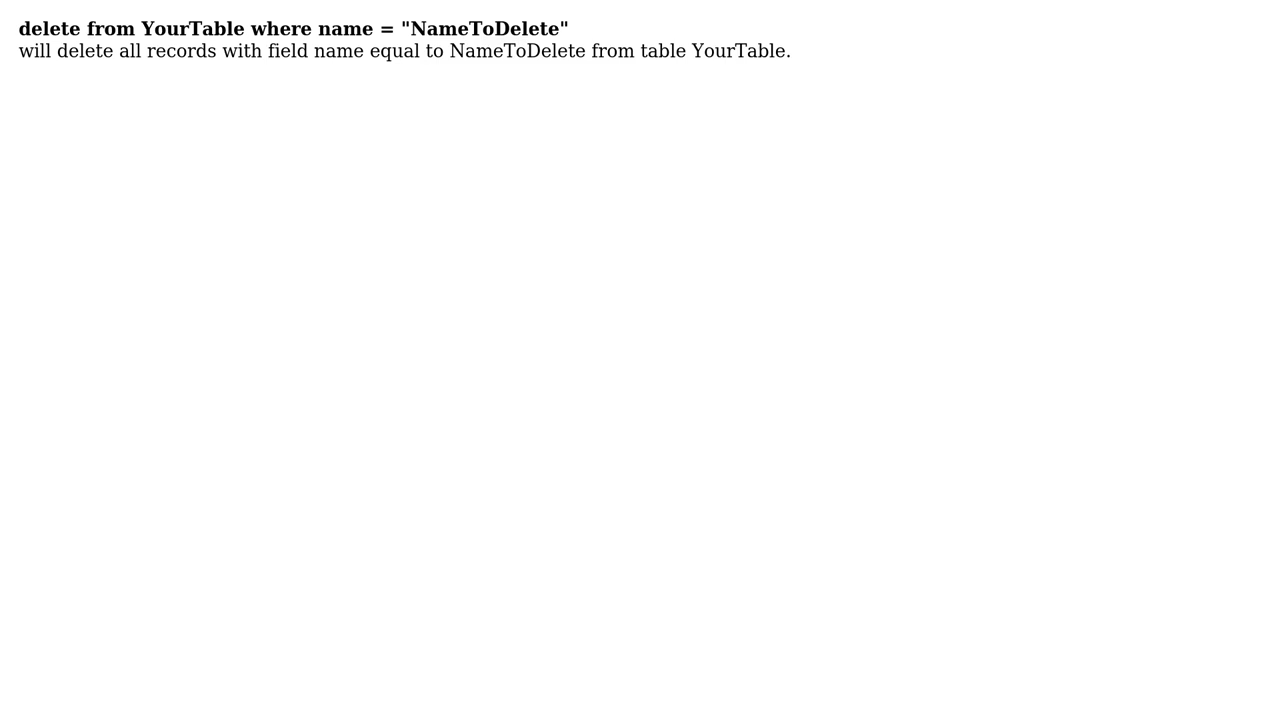 delete from YourTable where name = "NameToDelete"
will delete all records with field name equal to NameToDelete from table YourTable.